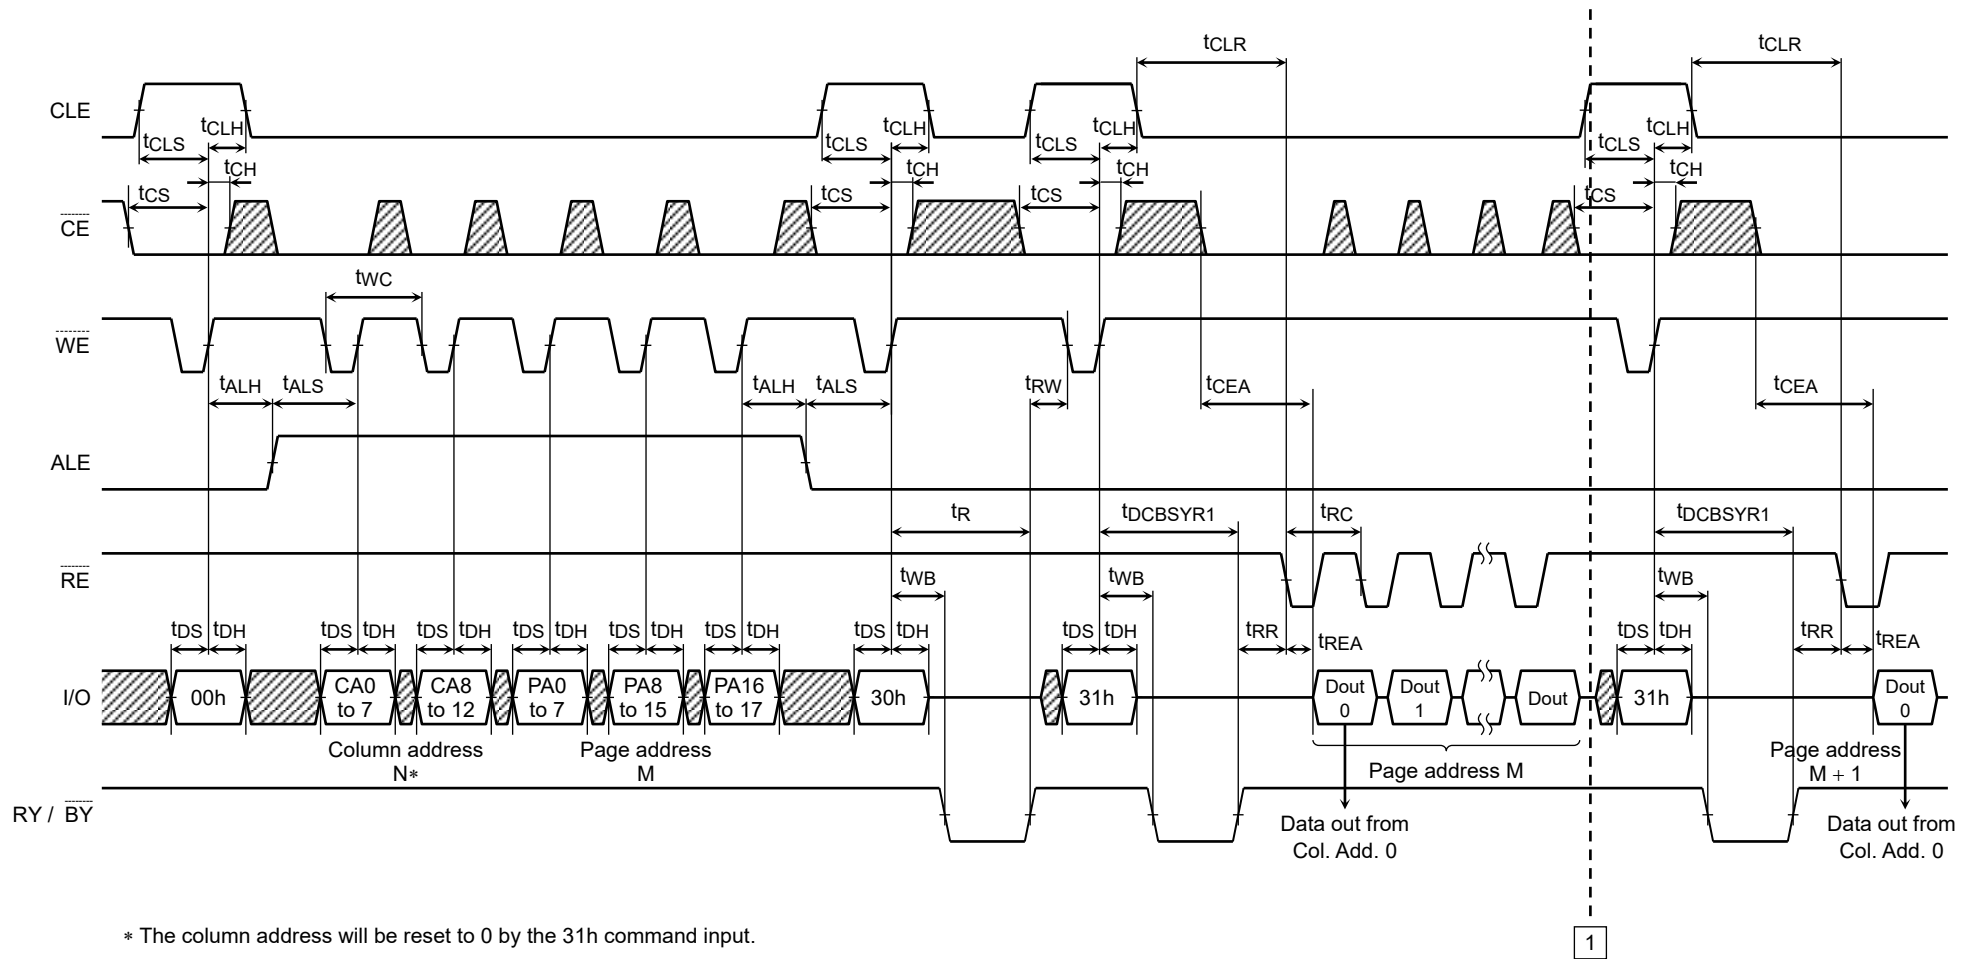 tCLR tCLR
CLE
tCLS tCLH tCLS tCLH tCLS tCLH tCLS tCLH
tCH tCH tCH tCH
tCS tCS tCS tCS
CE
tWC
WE
tALH tALS tALH tALS tRW tCEA tCEA
ALE
tR tDCBSYR1 tRC tDCBSYR1
RE
tWB tWB tWB
tDS tDH tDS tDH tDS tDH tDS tDH tDS tDH tDS tDH tDS tDH tDS tDH tRR tREA tDS tDH tRR tREA
I/O
00h
CA0
to 7
CA8
to 12
PA0
to 7
PA8
to 15
PA16
to 17
30h
31h
Dout
0
Dout
1
Dout
31h
Dout
0
Column address
N*
Page address
M
Page address M
Page address
M + 1
RY / BY
Data out from
Col. Add. 0
Data out from
Col. Add. 0
* The column address will be reset to 0 by the 31h command input.
1